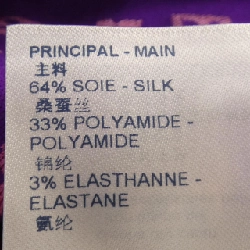 PRINCIPAL - MAIN
主料
64% SOIE - SILK
桑蚕丝
33% POLYAMIDE -
POLYAMIDE
锦纶
3% ELASTHANNE -
ELASTANE
氨纶